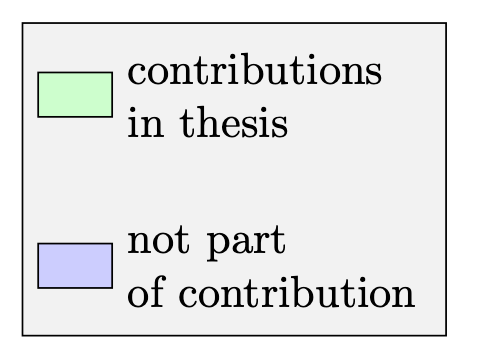 contributions
in thesis
not part
of contribution